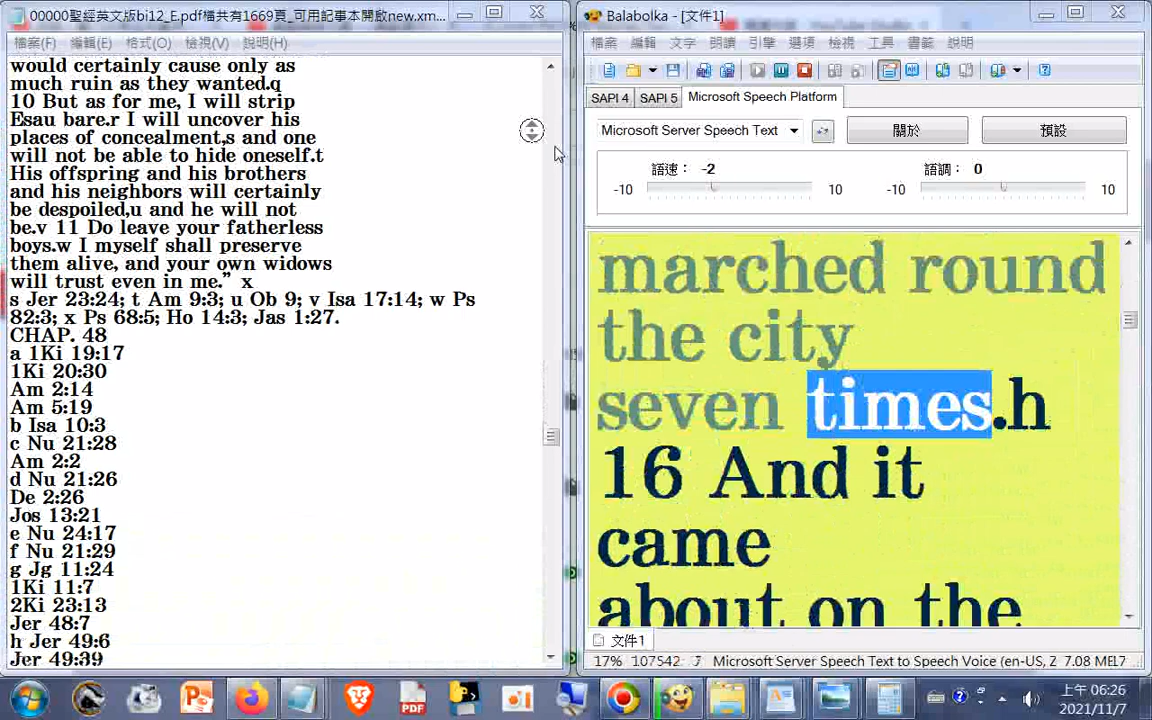 00000聖經英文版bi12_E.pdf檔共有1669頁_可用記事本開啟new.xm...
檔案(F) 編輯(E) 格式(O) 檢視(V) 說明(H)
would certainly cause only as
much ruin as they wanted.q
10 But as for me, I will strip
Esau bare.r I will uncover his
places of concealment,s and one
will not be able to hide oneself.t
His offspring and his brothers
and his neighbors will certainly
be despoiled,u and he will not
be.v 11 Do leave your fatherless
boys.w I myself shall preserve
them alive, and your own widows
will trust even in me.” x
s Jer 23:24; t Am 9:3; u Ob 9; v Isa 17:14; w Ps
82:3; x Ps 68:5; Ho 14:3; Jas 1:27.
CHAP. 48
a 1Ki 19:17
1Ki 20:30
Am 2:14
Am 5:19
b Isa 10:3
c Nu 21:28
Am 2:2
d Nu 21:26
De 2:26
Jos 13:21
e Nu 24:17
f Nu 21:29
g Jg 11:24
1Ki 11:7
2Ki 23:13
Jer 48:7
h Jer 49:6
Jer 49:39
Balabolka - [文件1]
檔案 編輯 文字 朗讀 引擎 選項 檢視 工具 書籤 說明
SAPI 4 SAPI 5 Microsoft Speech Platform
Microsoft Server Speech Text 關於 預設
語速: -2 語調: 0
-10 10 -10 10
marched round
the city
seven times.h
16 And it
came
about on the
文件1
17% 107542 : 7 Microsoft Server Speech Text to Speech Voice (en-US, Z 7.08 MEL7
PDF
上午 06:26
2021/11/7